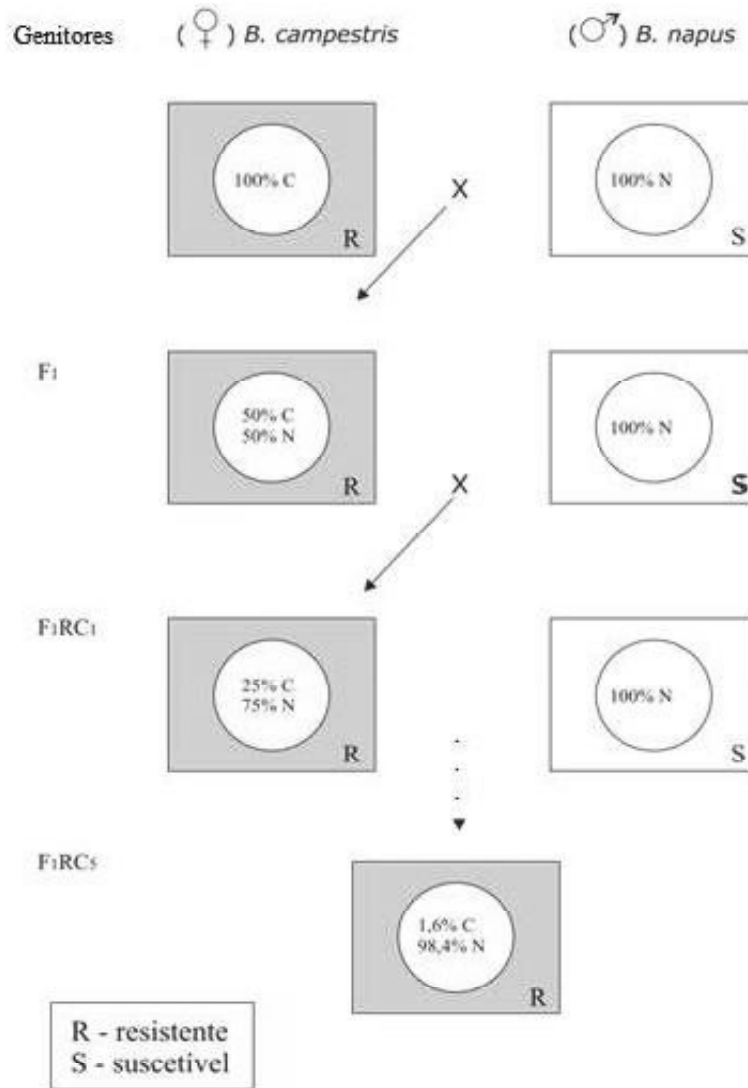 Genitores (♀) B. campestris (♂) B. napus
100% C
R
X
100% N
S
F1
50% C
50% N
R
X
100% N
S
F1RC1
25% C
75% N
R
100% N
S
F1RC5
1,6% C
98,4% N
R
R - resistente
S - suscetível